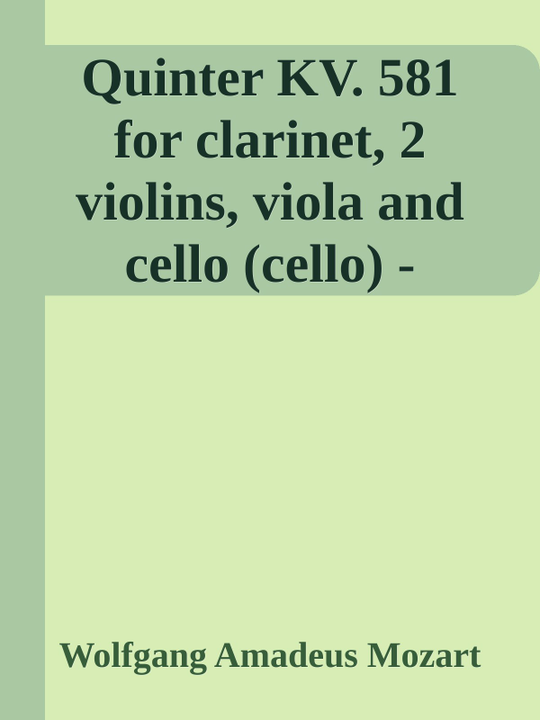 Quinter KV. 581
for clarinet, 2
violins, viola and
cello (cello) -
Wolfgang Amadeus Mozart